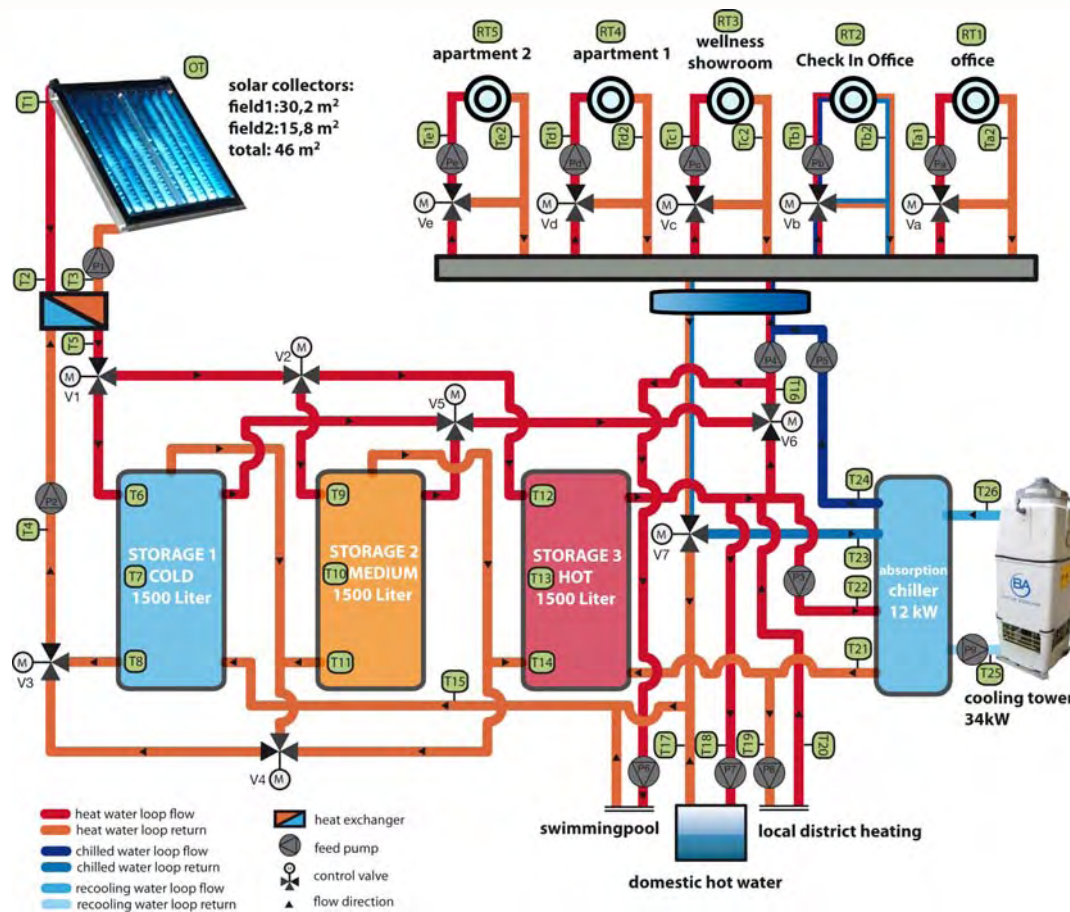 RT5
RT4
RT3
RT2
RT1
apartment 2
apartment 1
wellness
showroom
Check In Office
office
OT
T1
solar collectors:
field1:30,2 m²
field2:15,8 m²
total: 46 m²
Te1
Te2
Td1
Td2
Tc1
Tc2
Tb1
Tb2
Ta1
Ta2
Pe
Pd
Pc
Pb
Pa
M
Ve
M
Vd
M
Vc
M
Vb
M
Va
T2
T3
P1
T5
M
V1
V2
M
V5
M
P4
P5
T16
M
V6
T6
T9
T12
T24
T26
P2
T4
STORAGE 1
COLD
1500 Liter
T7
STORAGE 2
MEDIUM
1500 Liter
T10
STORAGE 3
HOT
1500 Liter
T13
M
V7
T23
P3
T22
absorption
chiller
12 kW
BA
M
V3
T8
T11
T14
T15
T21
P9
T25
cooling tower
34kW
V4
M
T17
T18
T19
T20
P6
P7
P8
swimmingpool
local district heating
domestic hot water
heat water loop flow
heat water loop return
chilled water loop flow
chilled water loop return
recooling water loop flow
recooling water loop return
heat exchanger
feed pump
M
control valve
flow direction